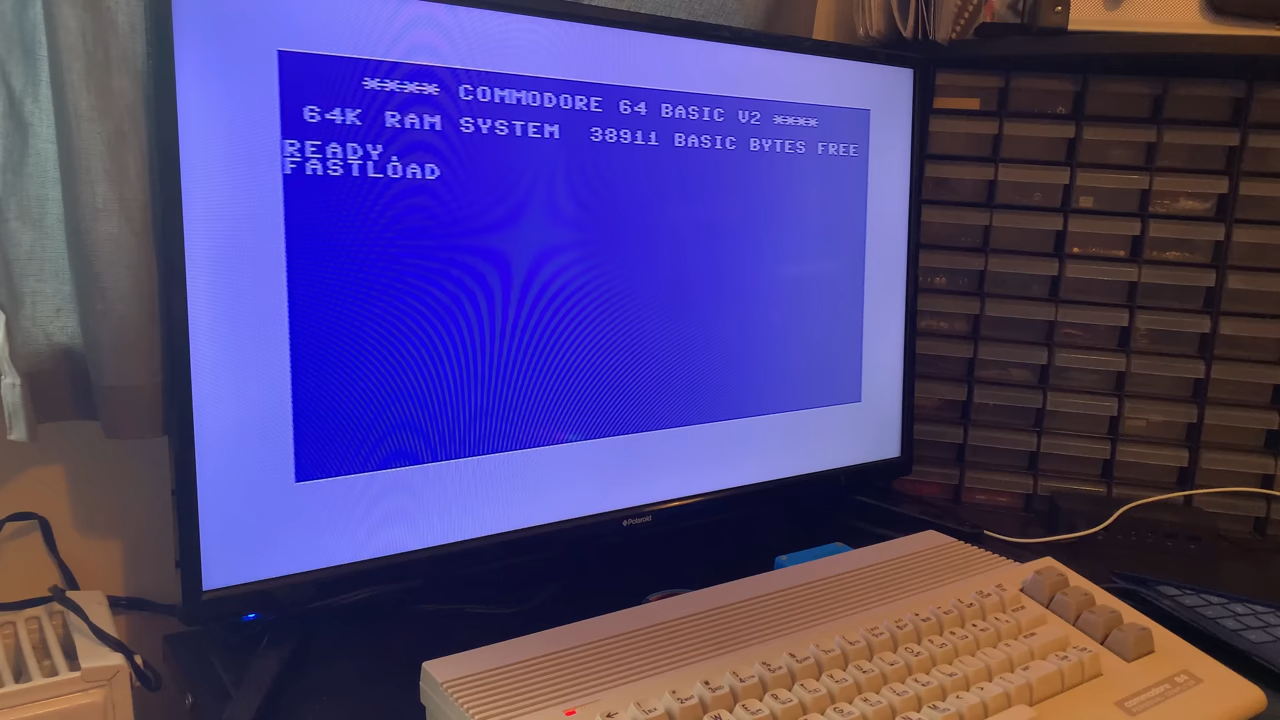 **** COMMODORE 64 BASIC V2 ****
64K RAM SYSTEM 38911 BASIC BYTES FREE
READY.
FASTLOAD
Polaroid
commodore 64